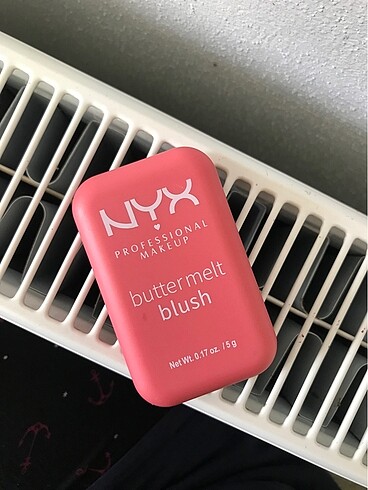 NYX
PROFESSIONAL
MAKEUP
buttermelt
blush
Net Wt. 0.17 oz. / 5 g